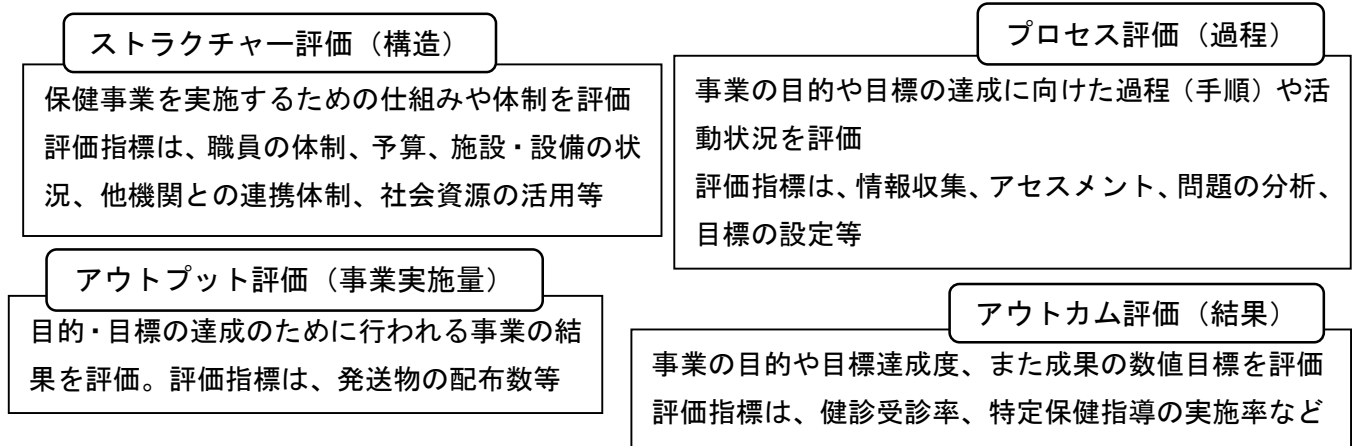 ストラクチャー評価（構造）
保健事業を実施するための仕組みや体制を評価
評価指標は、職員の体制、予算、施設・設備の状
況、他機関との連携体制、社会資源の活用等
プロセス評価（過程）
事業の目的や目標の達成に向けた過程（手順）や活
動状況を評価
評価指標は、情報収集、アセスメント、問題の分析、
目標の設定等
アウトプット評価（事業実施量）
目的・目標の達成のために行われる事業の結
果を評価。評価指標は、発送物の配布数等
アウトカム評価（結果）
事業の目的や目標達成度、また成果の数値目標を評価
評価指標は、健診受診率、特定保健指導の実施率など